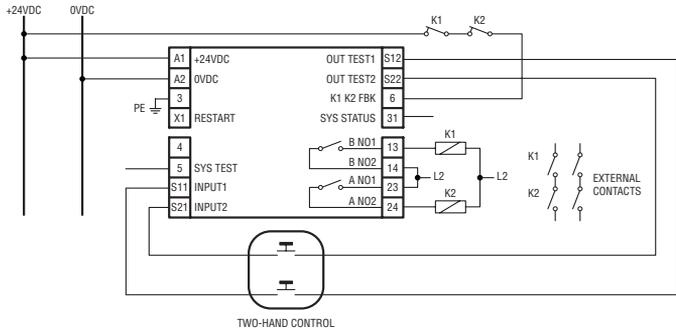 +24VDC 0VDC K1 K2
A1 +24VDC OUT TEST1 S12
A2 0VDC OUT TEST2 S22
PE 3 K1 K2 FBK 6
X1 RESTART SYS STATUS 31
4 B NO1 13 K1
5 SYS TEST B NO2 14 L2 L2
S11 INPUT1 A NO1 23
S21 INPUT2 A NO2 24 K2
K1
K2
EXTERNAL
CONTACTS
TWO-HAND CONTROL